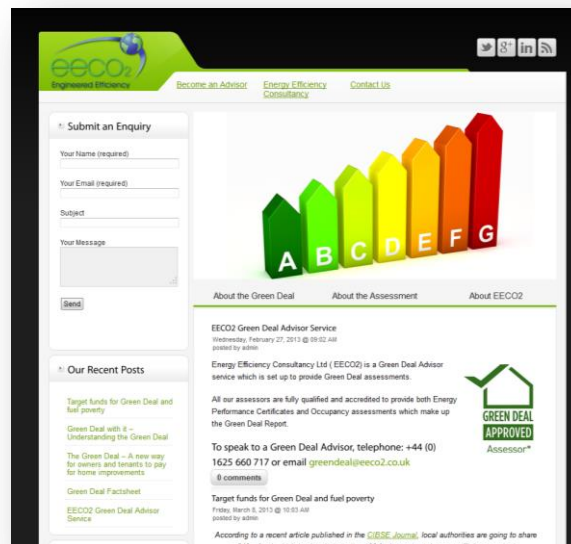 eeco2
Engineered Efficiency
g+ in
Become an Advisor
Energy Efficiency
Consultancy
Contact Us
Submit an Enquiry
Your Name (required)
Your Email (required)
Subject
Your Message
Send
Our Recent Posts
Target funds for Green Deal and
fuel poverty
Green Deal with it –
Understanding the Green Deal
The Green Deal – A new way
for owners and tenants to pay
for home improvements
Green Deal Factsheet
EECO2 Green Deal Advisor
Service
A B C D E F G
About the Green Deal
About the Assessment
About EECO2
EECO2 Green Deal Advisor Service
Wednesday, February 27, 2013 @ 09:02 AM
posted by admin
Energy Efficiency Consultancy Ltd ( EECO2) is a Green Deal Advisor
service which is set up to provide Green Deal assessments.
All our assessors are fully qualified and accredited to provide both Energy
Performance Certificates and Occupancy assessments which make up
the Green Deal Report.
GREEN DEAL
APPROVED
Assessor*
To speak to a Green Deal Advisor, telephone: +44 (0)
1625 660 717 or email greendeal@eeco2.co.uk
0 comments
Target funds for Green Deal and fuel poverty
Friday, March 8, 2013 @ 10:03 AM
posted by admin
According to a recent article published in the CIBSE Journal, local authorities are going to share